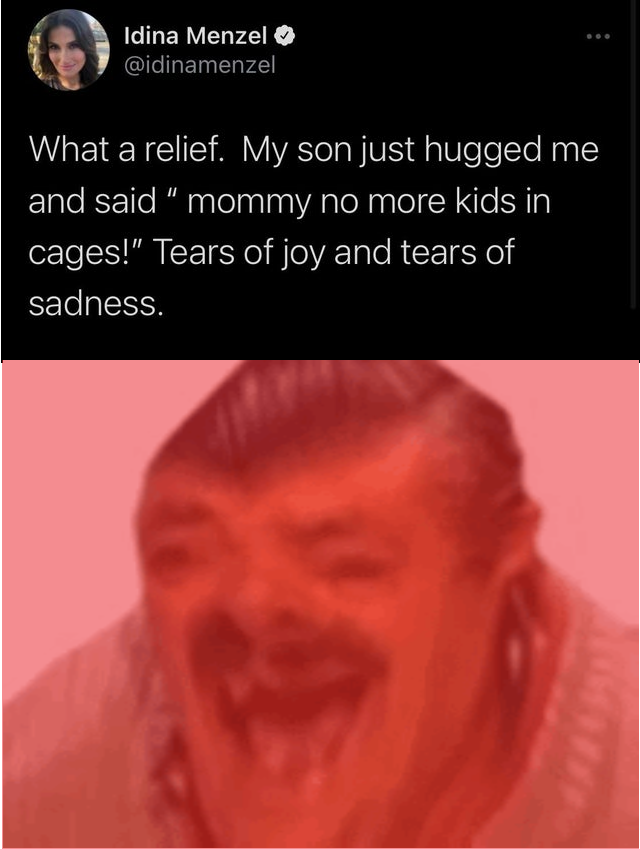 Idina Menzel
@idinamenzel
What a relief.  My son just hugged me
and said “ mommy no more kids in
cages!” Tears of joy and tears of
sadness.